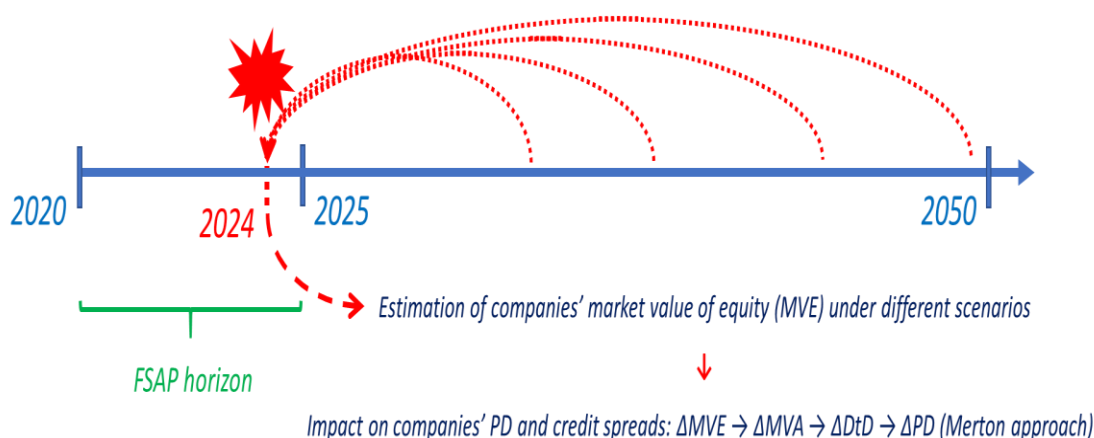 2020
2024
2025
2050
Estimation of companies' market value of equity (MVE) under different scenarios
FSAP horizon
Impact on companies' PD and credit spreads: ΔMVE → ΔMVA → ΔDtD → ΔPD (Merton approach)